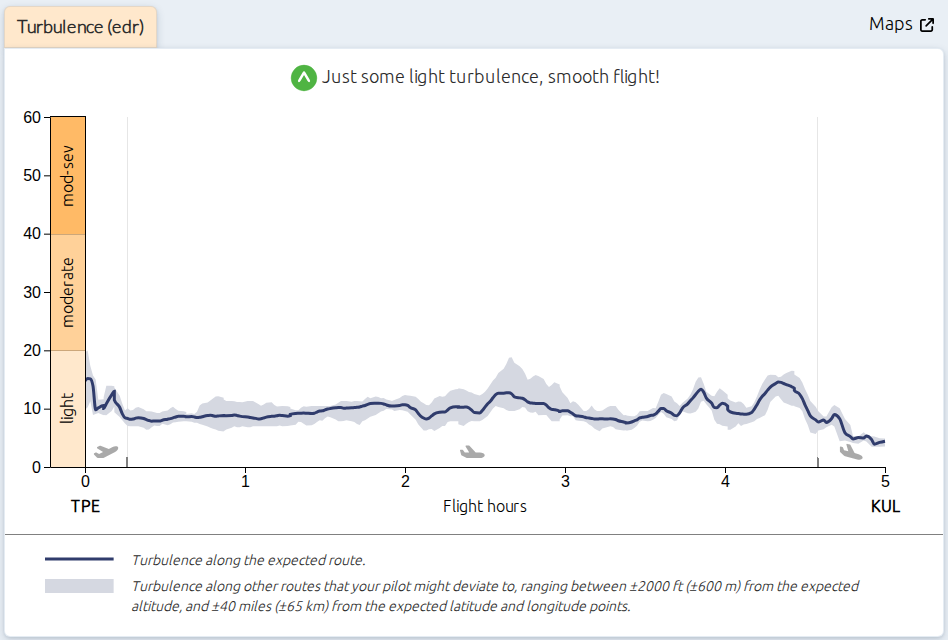 Turbulence (edr)
Maps
Just some light turbulence, smooth flight!
60
50
40
30
20
10
0
mod-sev
moderate
light
0 1 2 3 4 5
TPE Flight hours KUL
Turbulence along the expected route.
Turbulence along other routes that your pilot might deviate to, ranging between ±2000 ft (±600 m) from the expected
altitude, and ±40 miles (±65 km) from the expected latitude and longitude points.